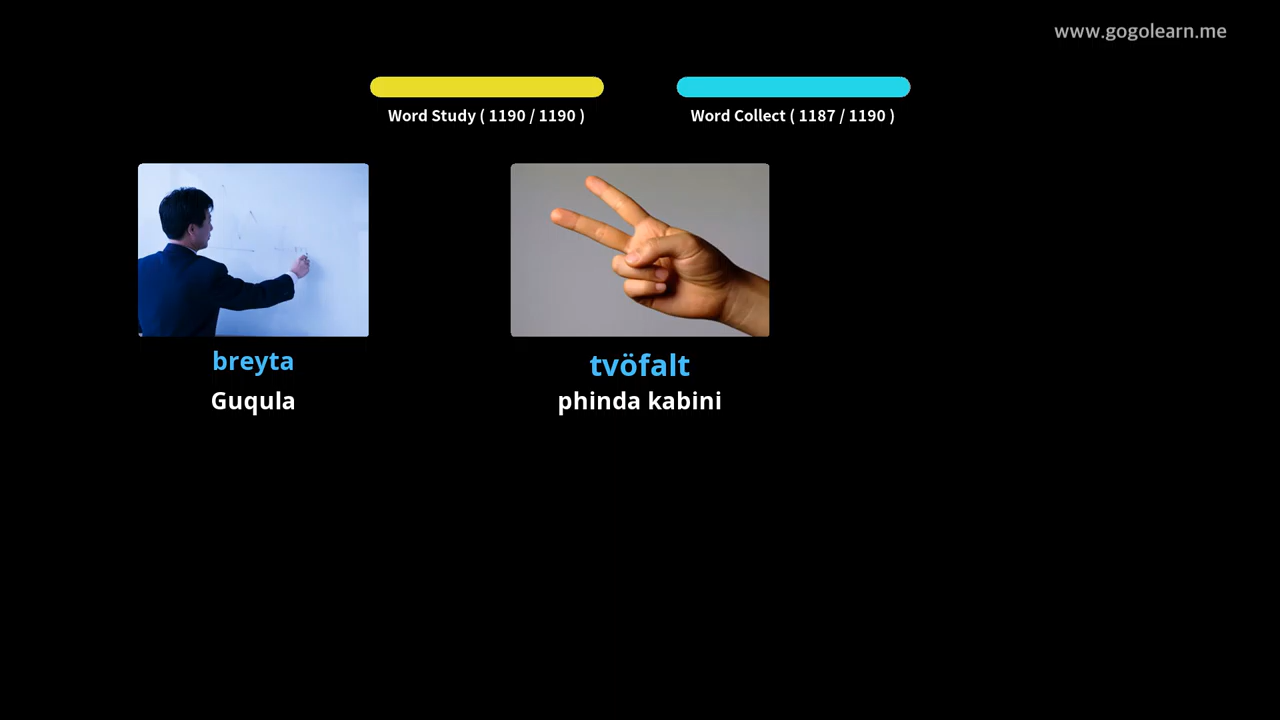 www.gogolearn.me
Word Study ( 1190 / 1190 )
Word Collect ( 1187 / 1190 )
breyta
Guqula
tvöfalt
phinda kabini